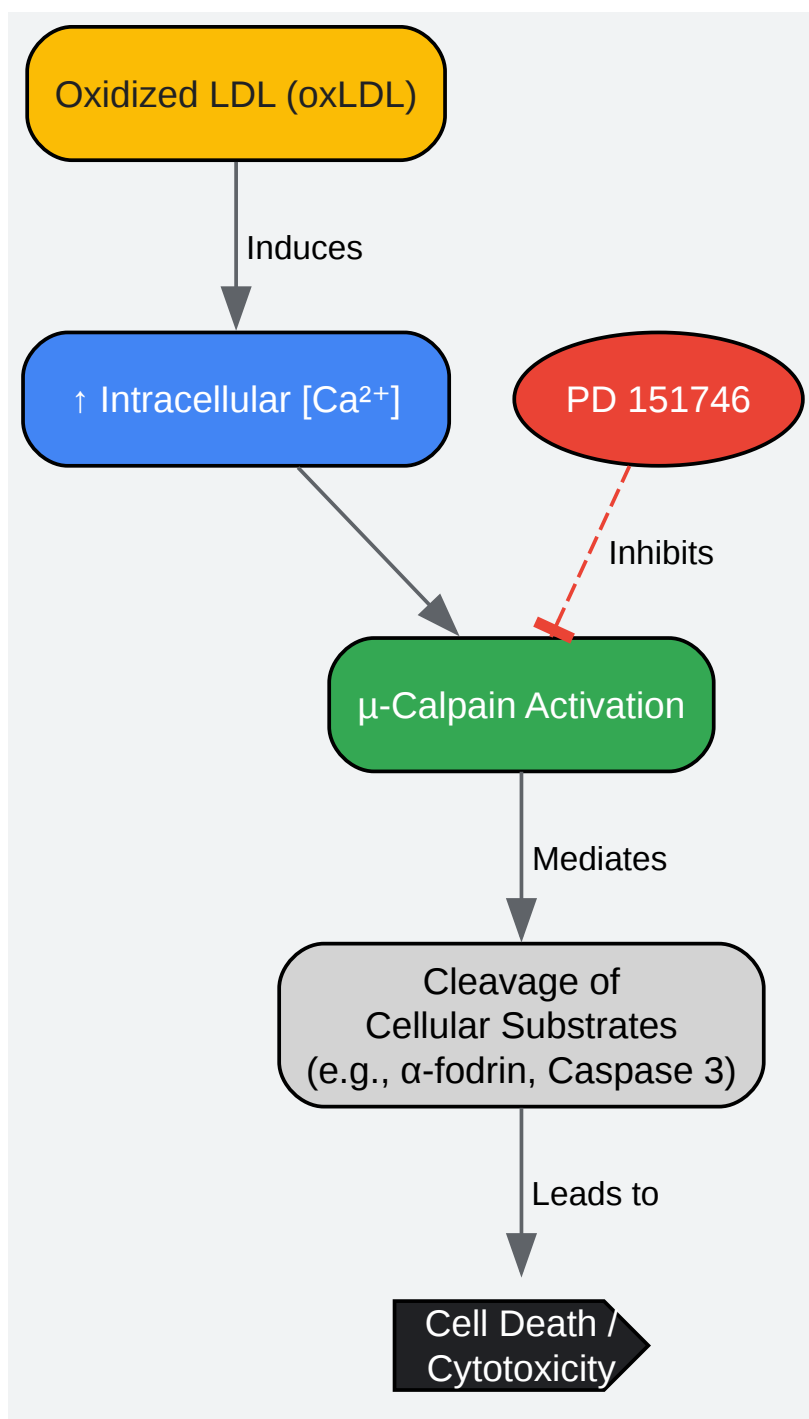 Oxidized LDL (oxLDL)
Induces
↑ Intracellular [Ca²⁺]
PD 151746
Inhibits
µ-Calpain Activation
Mediates
Cleavage of
Cellular Substrates
(e.g., α-fodrin, Caspase 3)
Leads to
Cell Death /
Cytotoxicity